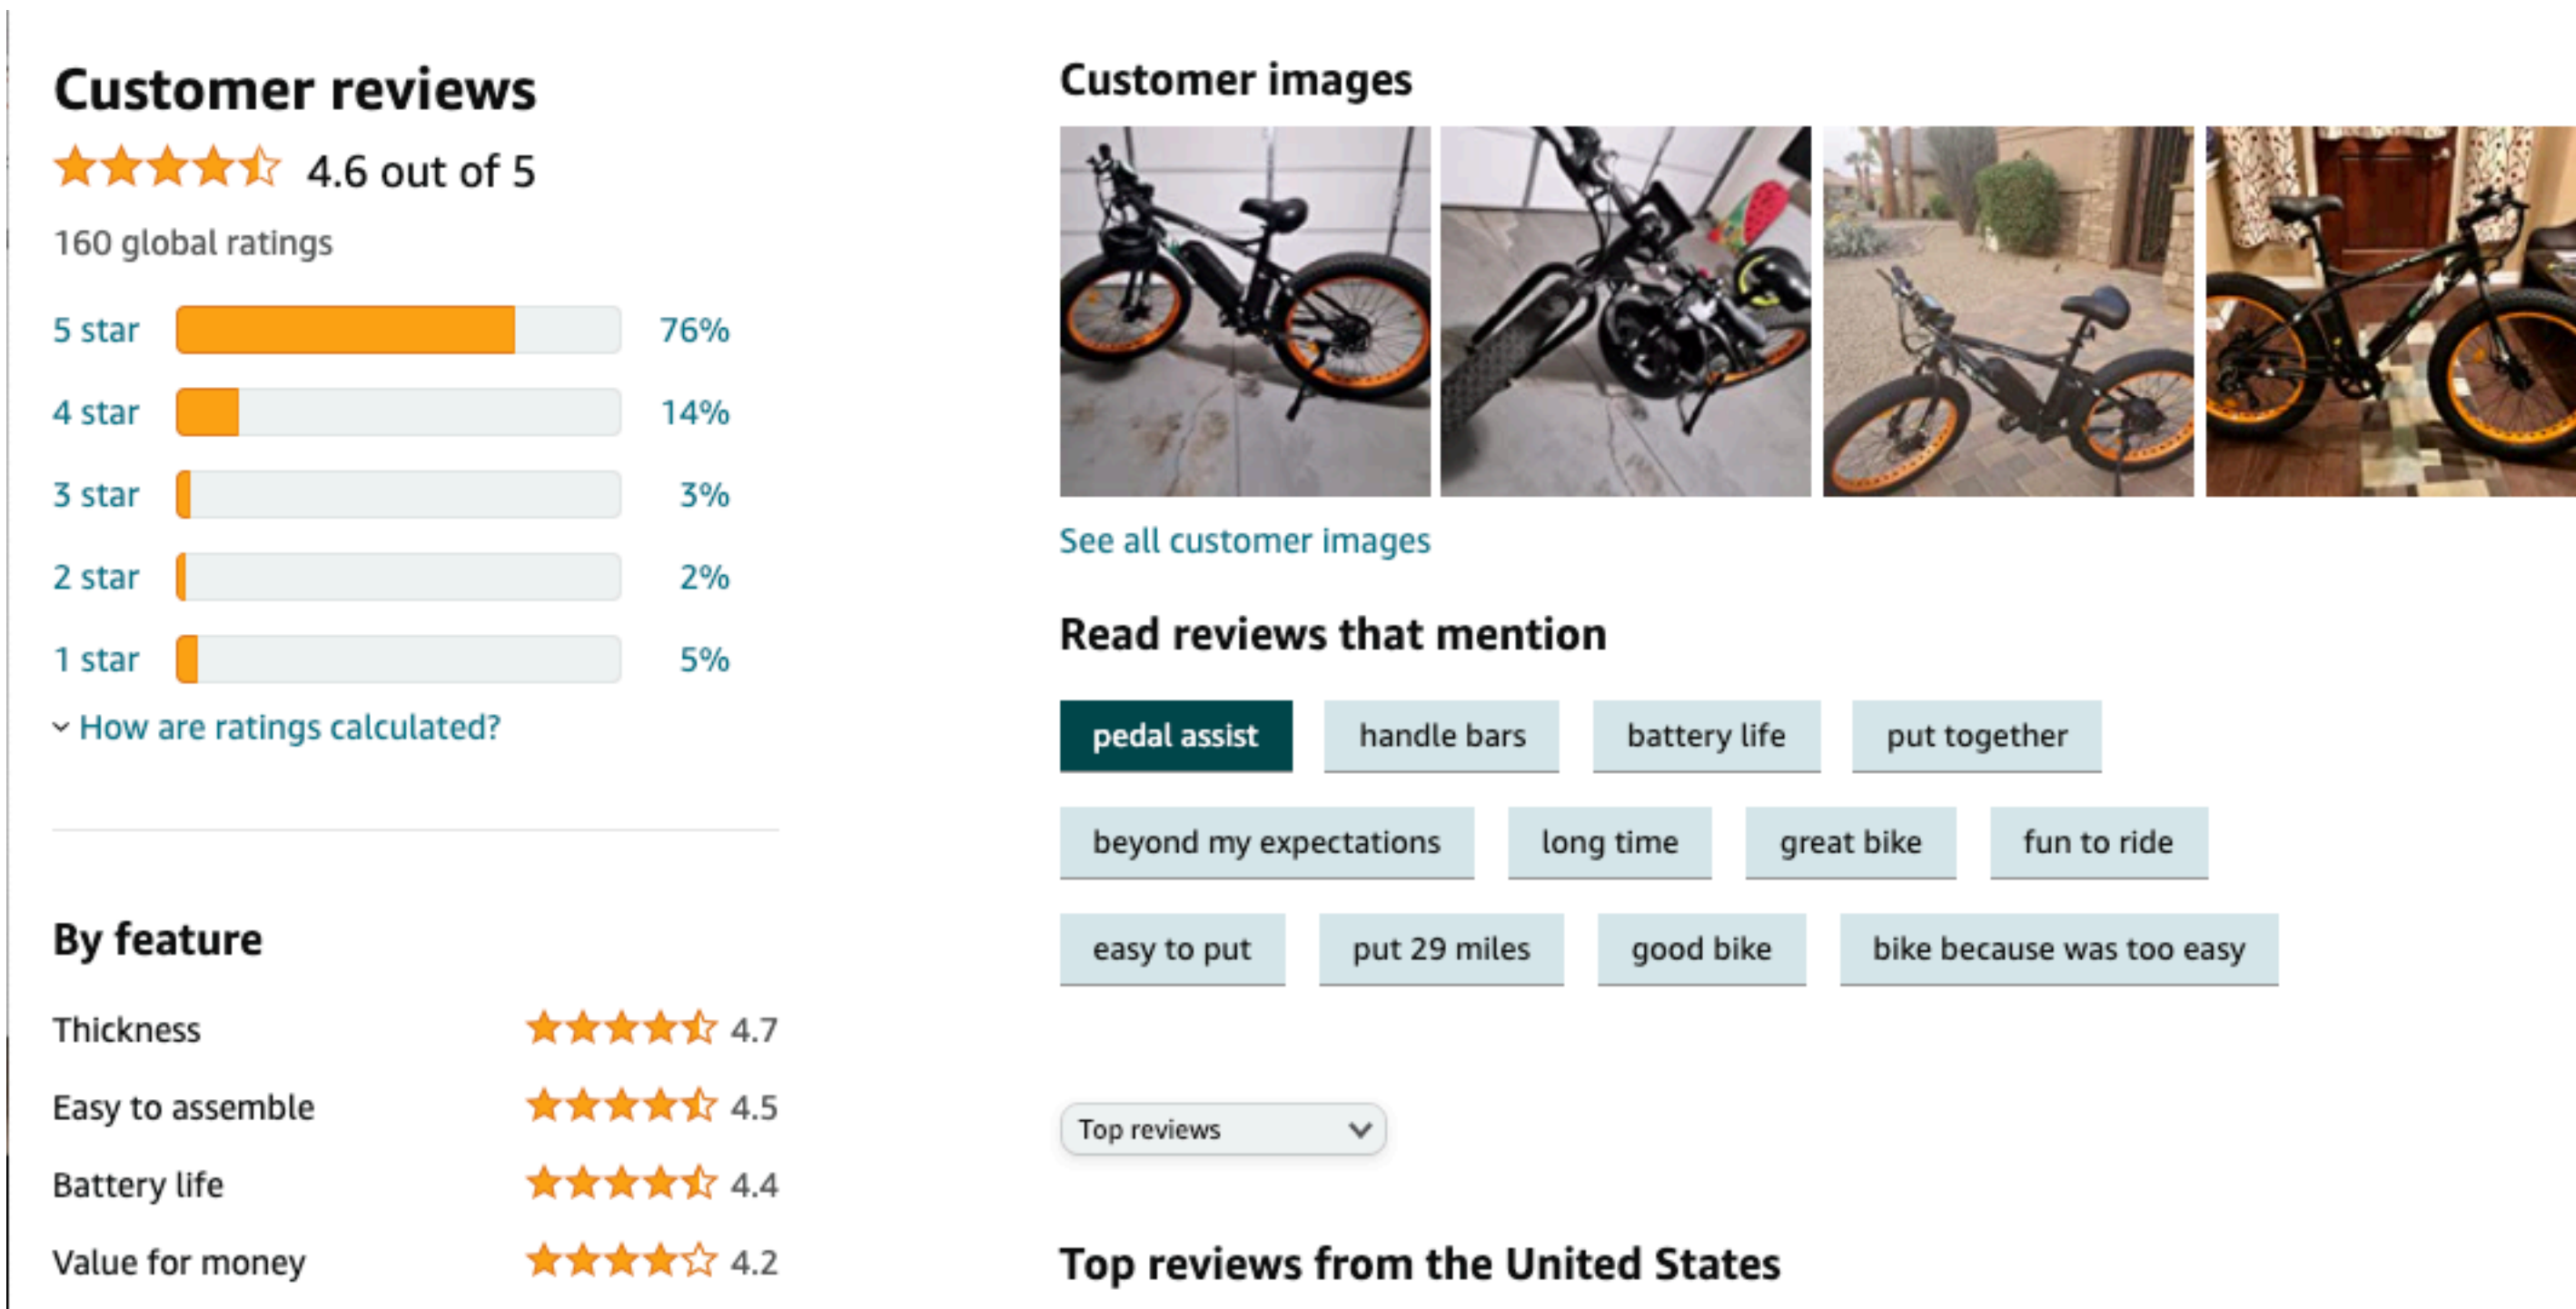 Customer reviews
4.6 out of 5
160 global ratings
5 star 76%
4 star 14%
3 star 3%
2 star 2%
1 star 5%
How are ratings calculated?
By feature
Thickness 4.7
Easy to assemble 4.5
Battery life 4.4
Value for money 4.2
Customer images
See all customer images
Read reviews that mention
pedal assist handle bars battery life put together
beyond my expectations long time great bike fun to ride
easy to put put 29 miles good bike bike because was too easy
Top reviews
Top reviews from the United States